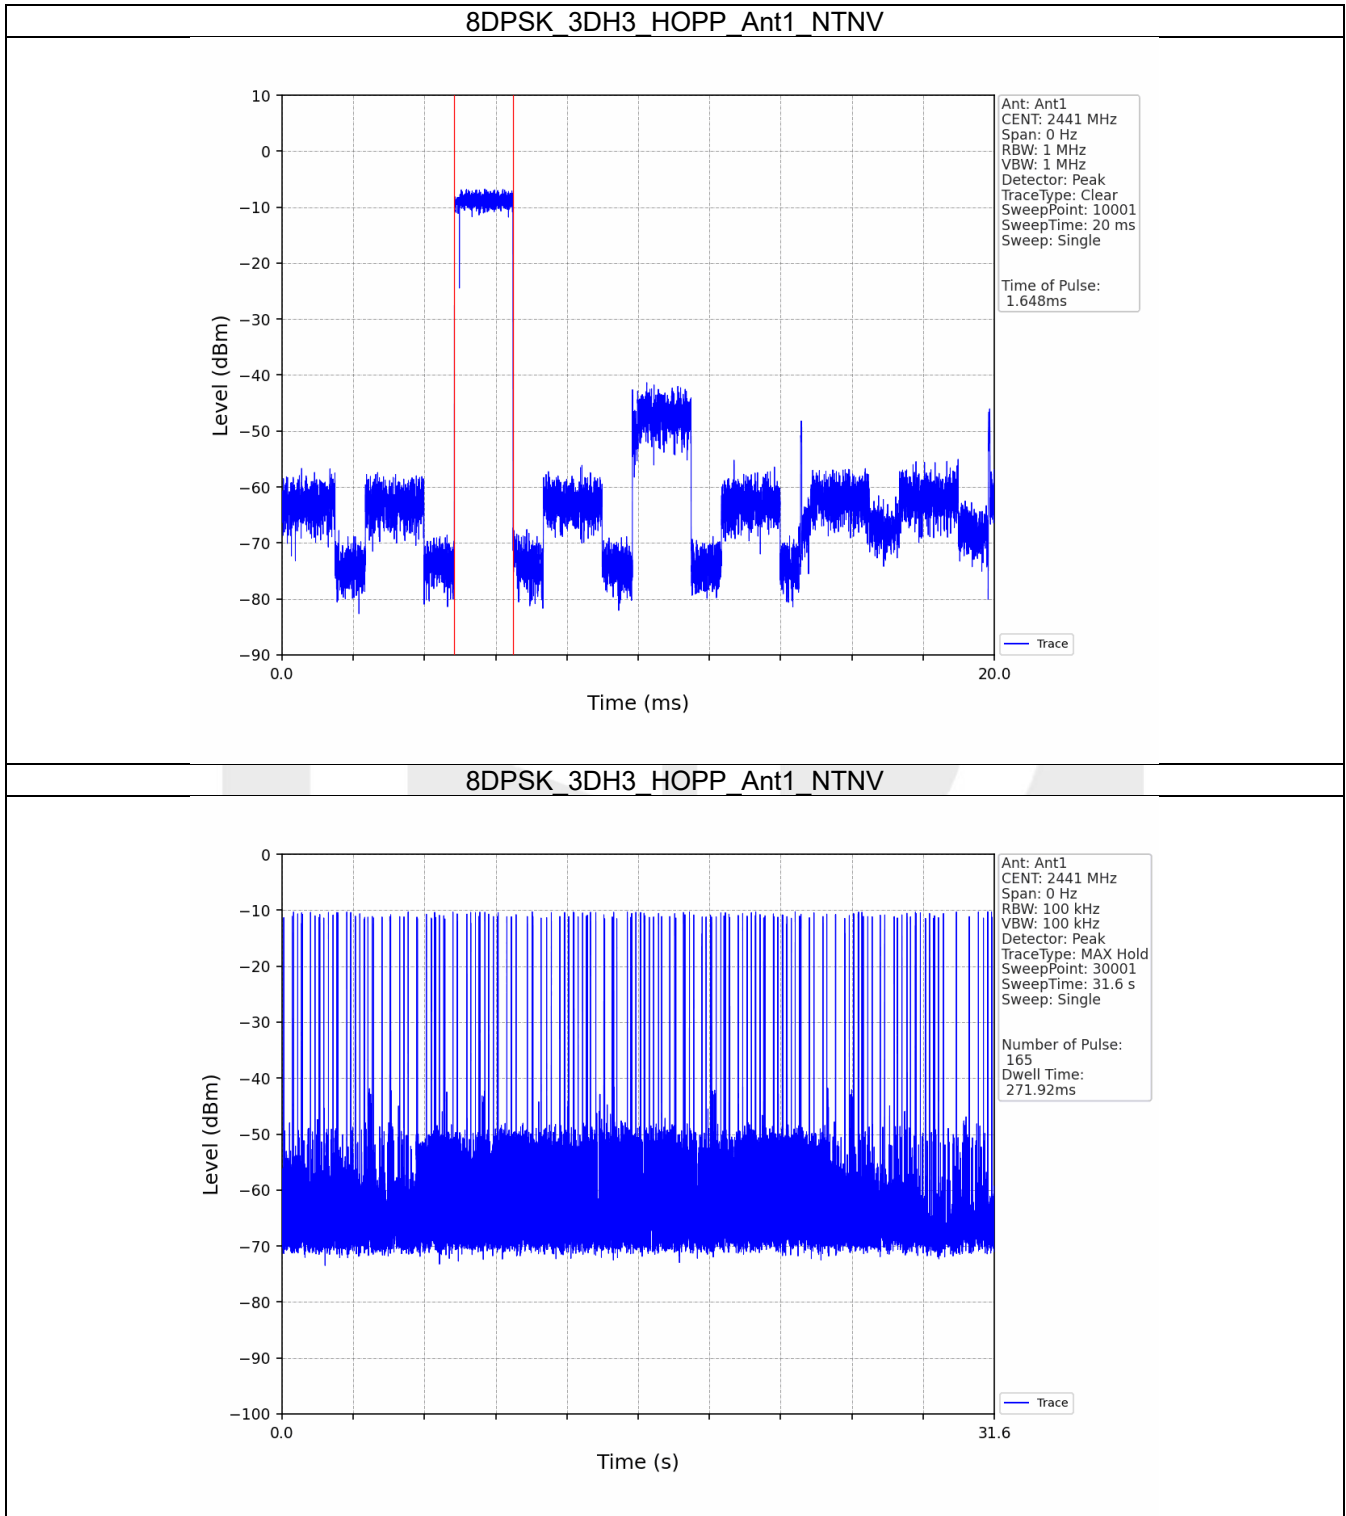 8DPSK_3DH3_HOPP_Ant1_NTNV
10
0
−10
−20
−30
−40
−50
−60
−70
−80
−90
Level (dBm)
0.0
20.0
Time (ms)
Ant: Ant1
CENT: 2441 MHz
Span: 0 Hz
RBW: 1 MHz
VBW: 1 MHz
Detector: Peak
TraceType: Clear
SweepPoint: 10001
SweepTime: 20 ms
Sweep: Single
Time of Pulse:
1.648ms
Trace
8DPSK_3DH3_HOPP_Ant1_NTNV
0
−10
−20
−30
−40
−50
−60
−70
−80
−90
−100
Level (dBm)
0.0
31.6
Time (s)
Ant: Ant1
CENT: 2441 MHz
Span: 0 Hz
RBW: 100 kHz
VBW: 100 kHz
Detector: Peak
TraceType: MAX Hold
SweepPoint: 30001
SweepTime: 31.6 s
Sweep: Single
Number of Pulse:
165
Dwell Time:
271.92ms
Trace